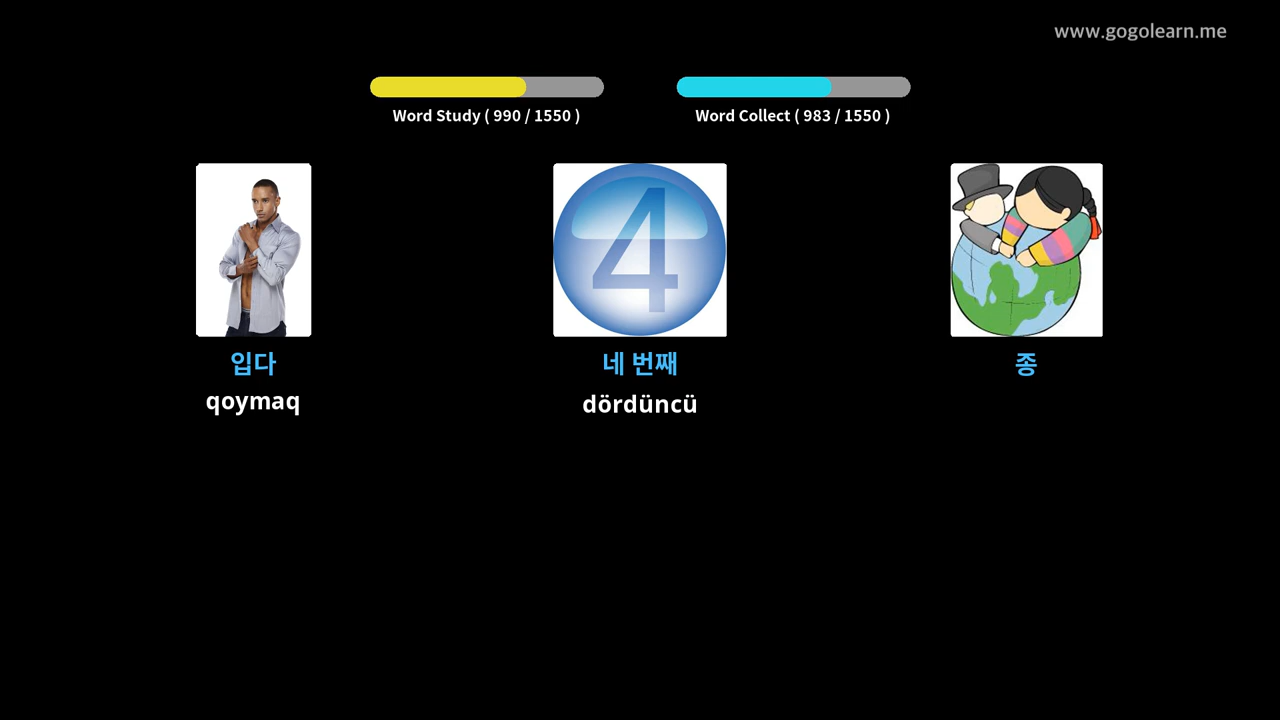 www.gogolearn.me
Word Study ( 990 / 1550 )
Word Collect ( 983 / 1550 )
4
입다
네 번째
종
qoymaq
dördüncü